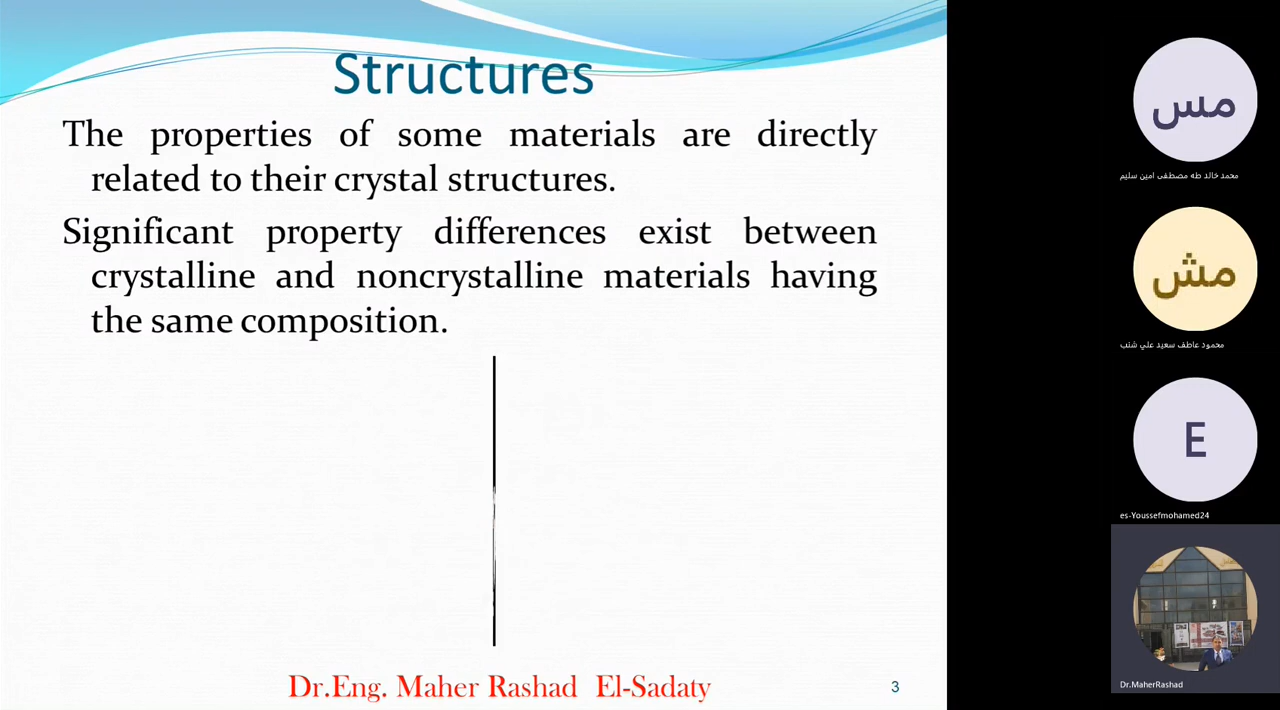 Structures
The properties of some materials are directly
related to their crystal structures.
Significant property differences exist between
crystalline and noncrystalline materials having
the same composition.
Dr.Eng. Maher Rashad El-Sadaty
3
مس
محمد خالد طه مصطفى امين سليم
مش
محمود عاطف سعيد علي شنب
E
es-Youssefmohamed24
Dr.MaherRashad